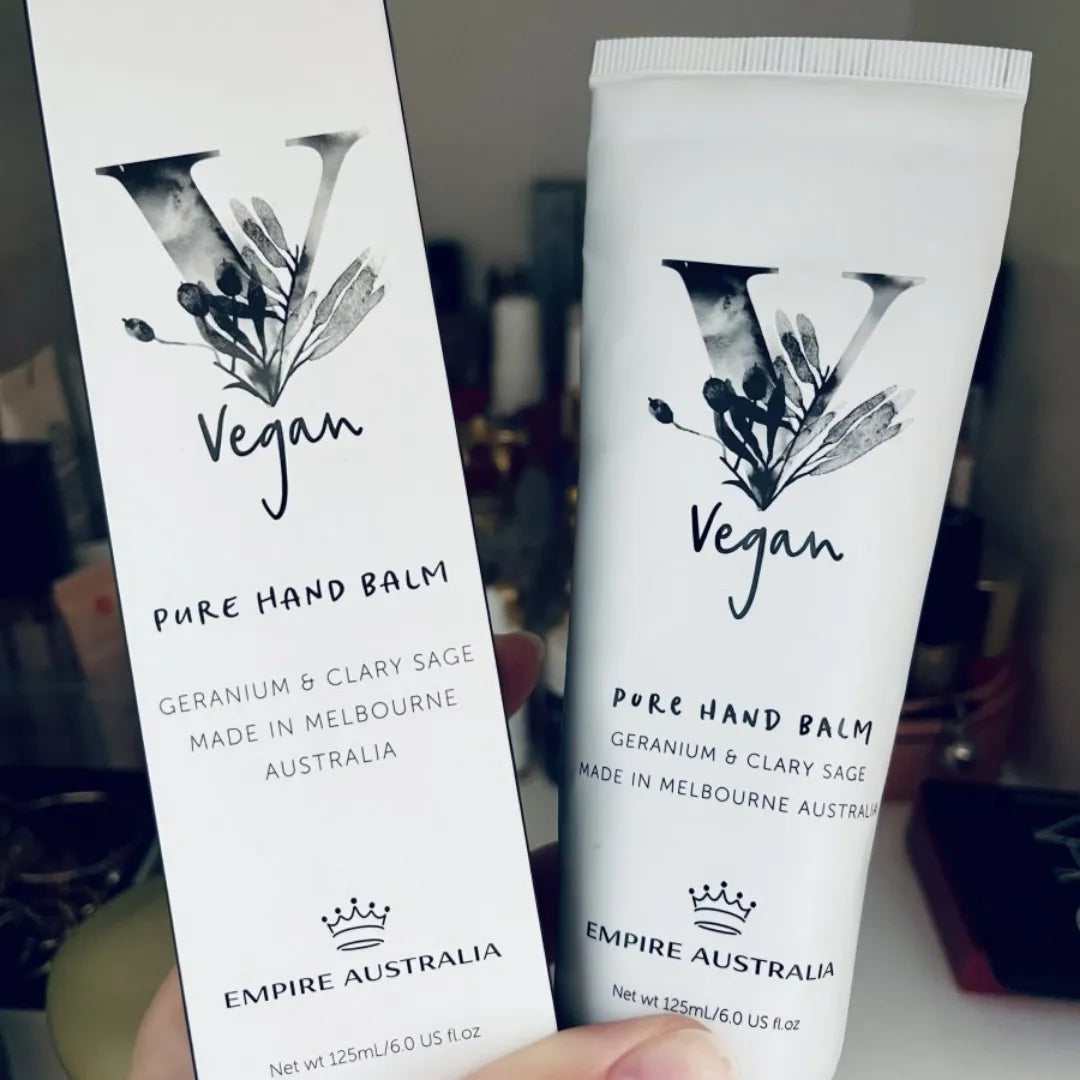 V
Vegan
PURE HAND BALM
GERANIUM & CLARY SAGE
MADE IN MELBOURNE
AUSTRALIA
EMPIRE AUSTRALIA
Net wt 125mL/6.0 US fl.oz
V
Vegan
PURE HAND BALM
GERANIUM & CLARY SAGE
MADE IN MELBOURNE AUSTRALIA
EMPIRE AUSTRALIA
Net wt 125mL/6.0 US fl.oz